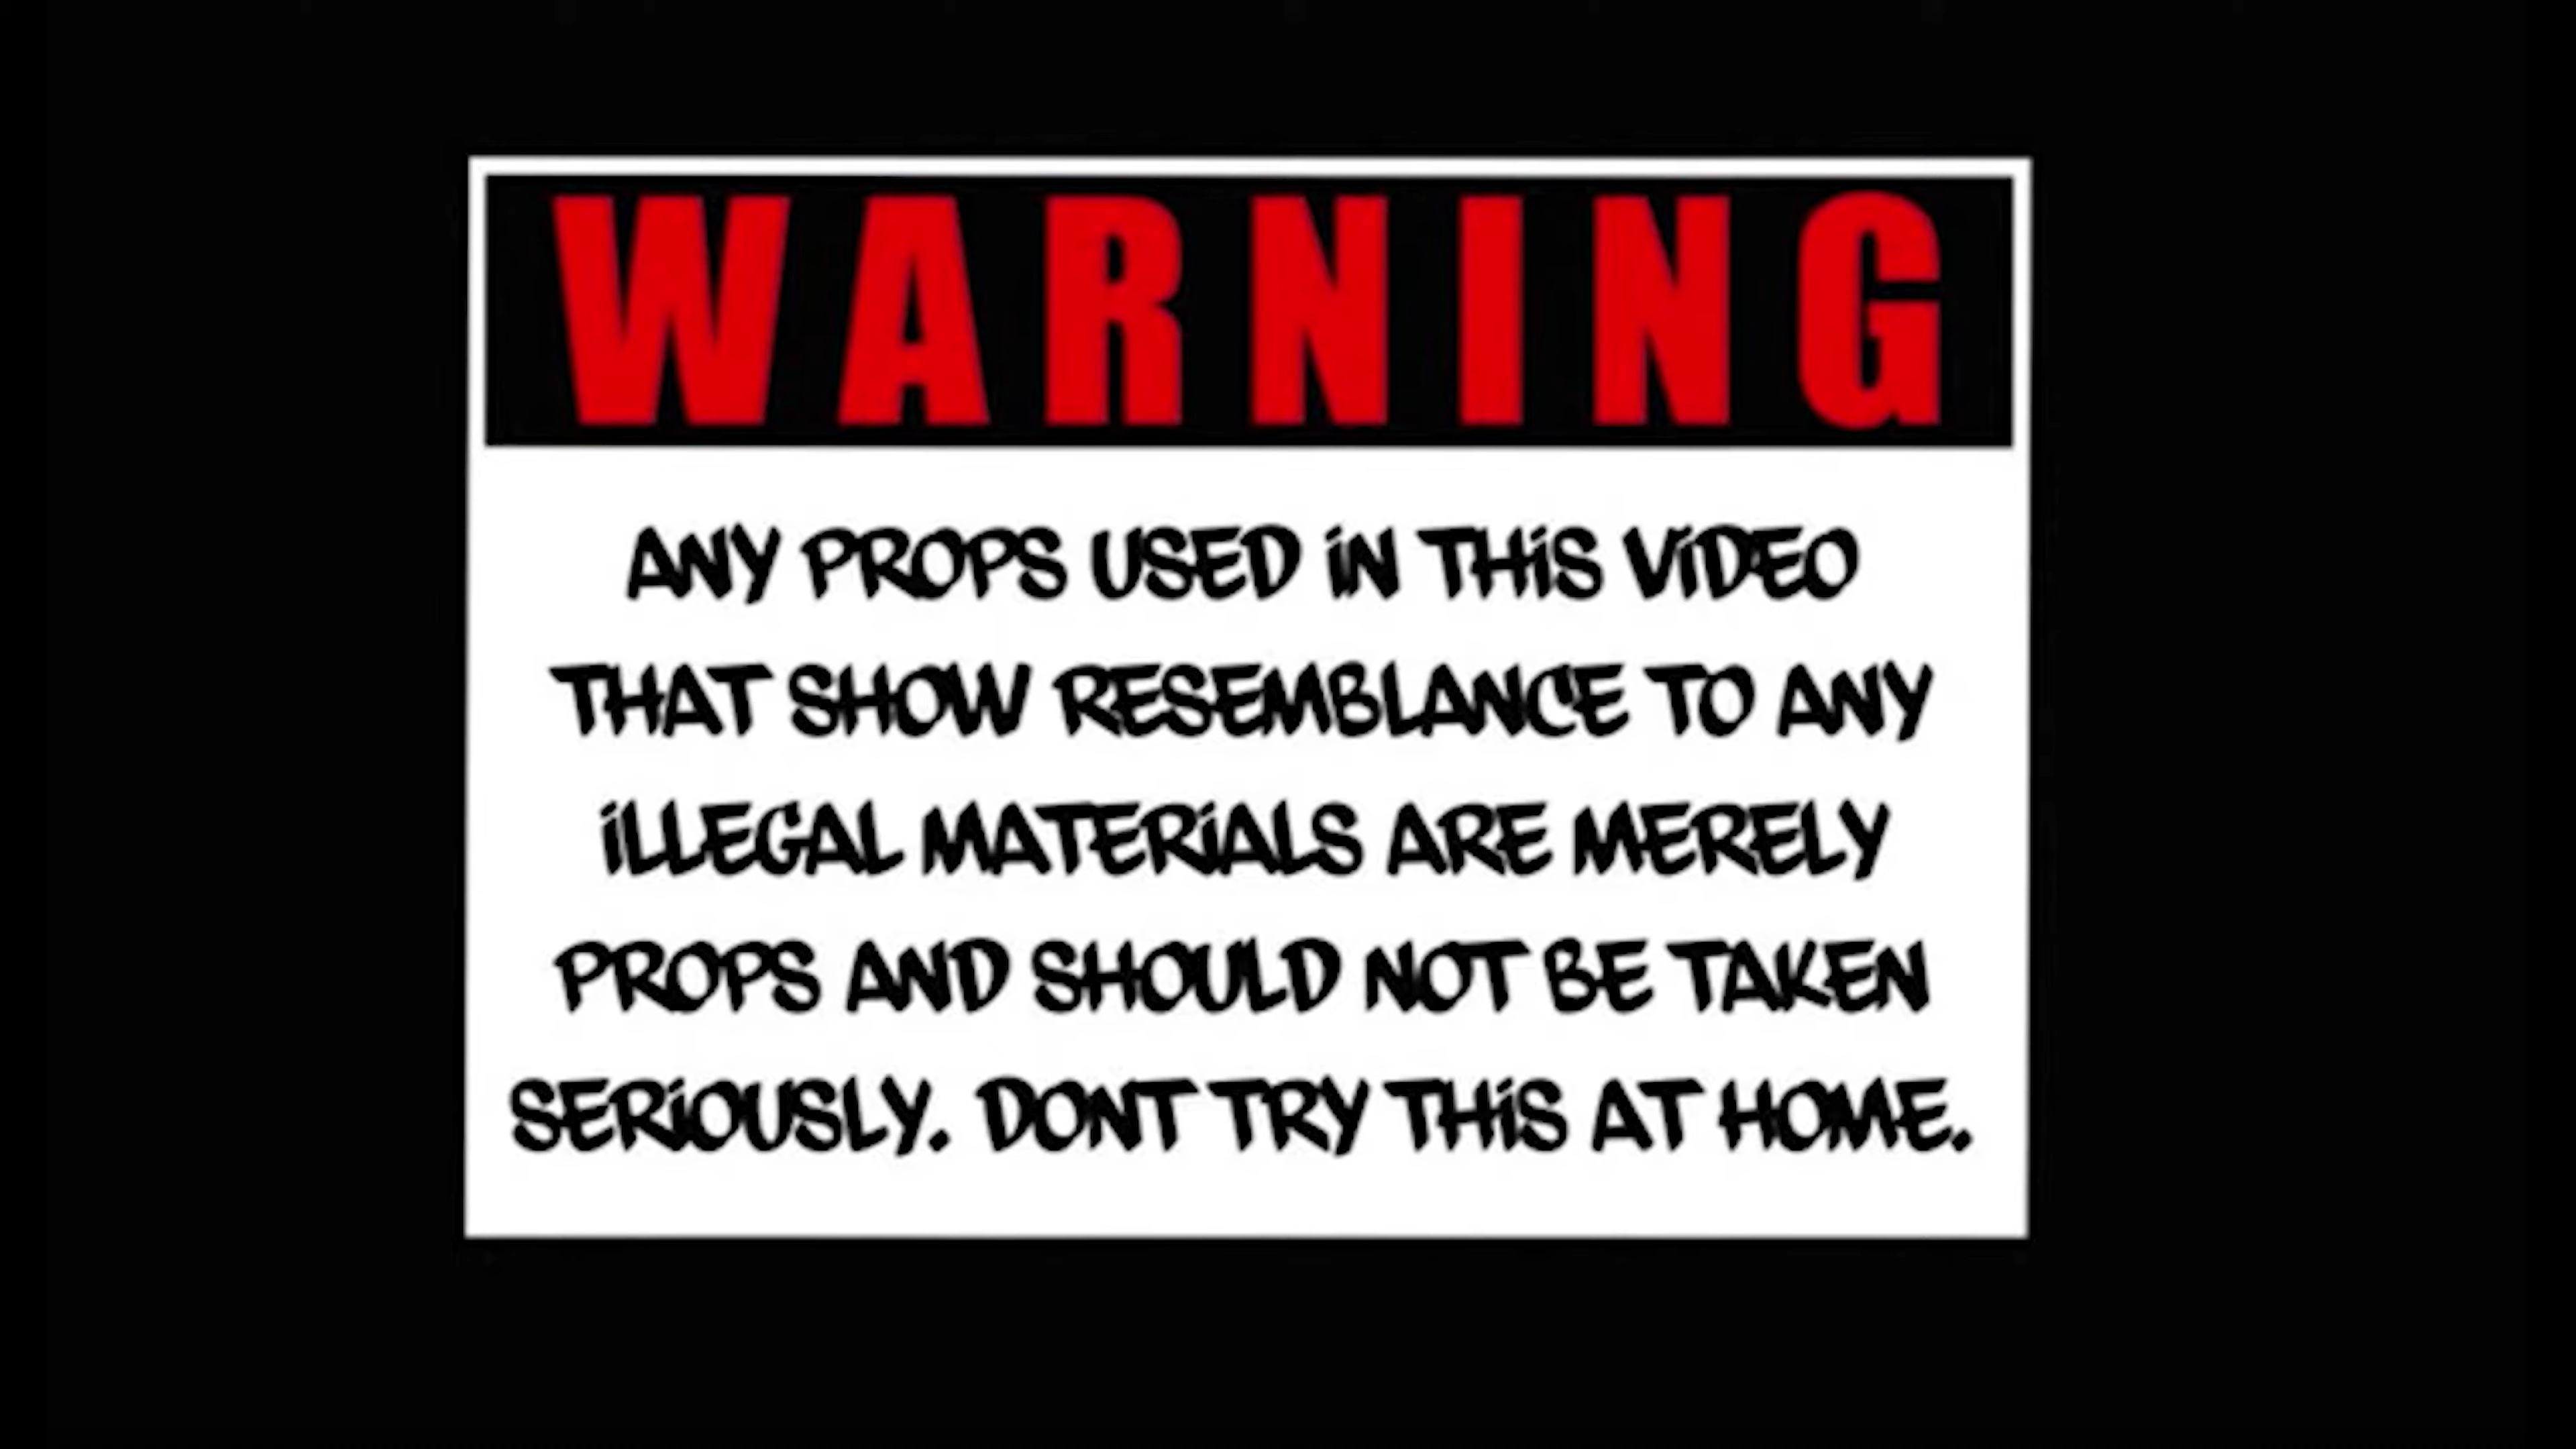 WARNING
ANY PROPS USED iN THiS ViDEO
THAT SHOW RESEMBLANCE TO ANY
iLLEGAL MATERiALS ARE MERELY
PROPS AND SHOULD NOT BE TAKEN
SERiOUSLY. DONT TRY THiS AT HOME.